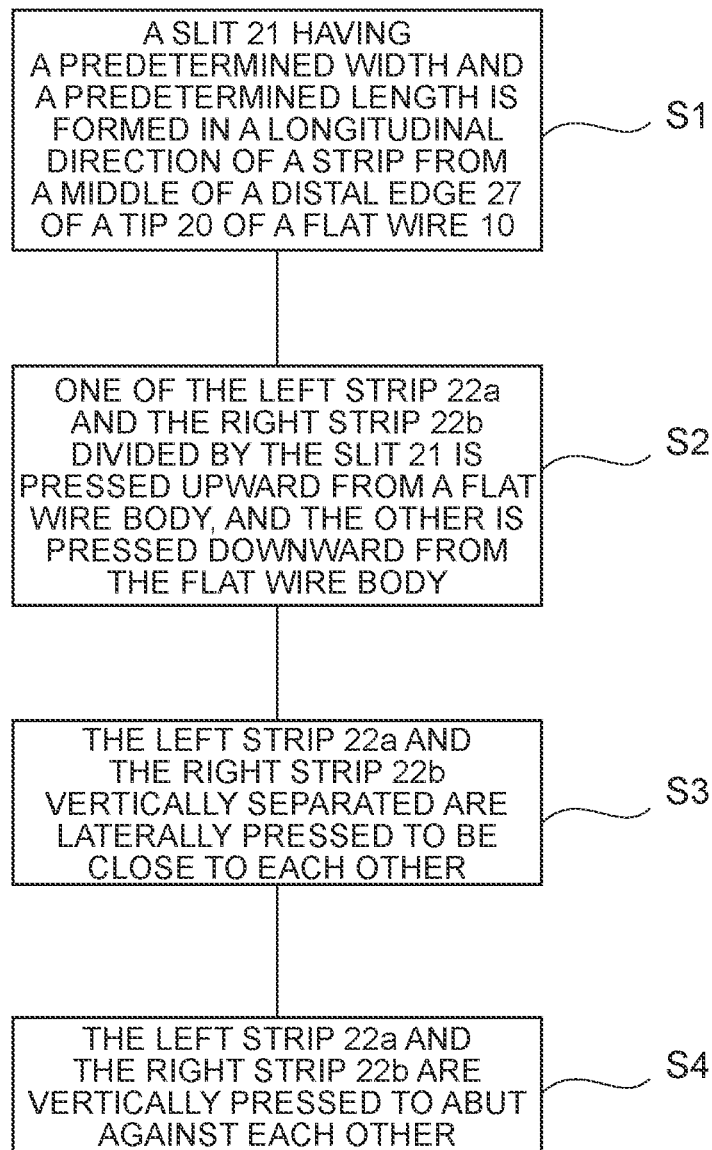 A SLIT 21 HAVING
A PREDETERMINED WIDTH AND
A PREDETERMINED LENGTH IS
FORMED IN A LONGITUDINAL
DIRECTION OF A STRIP FROM
A MIDDLE OF A DISTAL EDGE 27
OF A TIP 20 OF A FLAT WIRE 10
S1
ONE OF THE LEFT STRIP 22a
AND THE RIGHT STRIP 22b
DIVIDED BY THE SLIT 21 IS
PRESSED UPWARD FROM A FLAT
WIRE BODY, AND THE OTHER IS
PRESSED DOWNWARD FROM
THE FLAT WIRE BODY
S2
THE LEFT STRIP 22a AND
THE RIGHT STRIP 22b
VERTICALLY SEPARATED ARE
LATERALLY PRESSED TO BE
CLOSE TO EACH OTHER
S3
THE LEFT STRIP 22a AND
THE RIGHT STRIP 22b ARE
VERTICALLY PRESSED TO ABUT
AGAINST EACH OTHER
S4